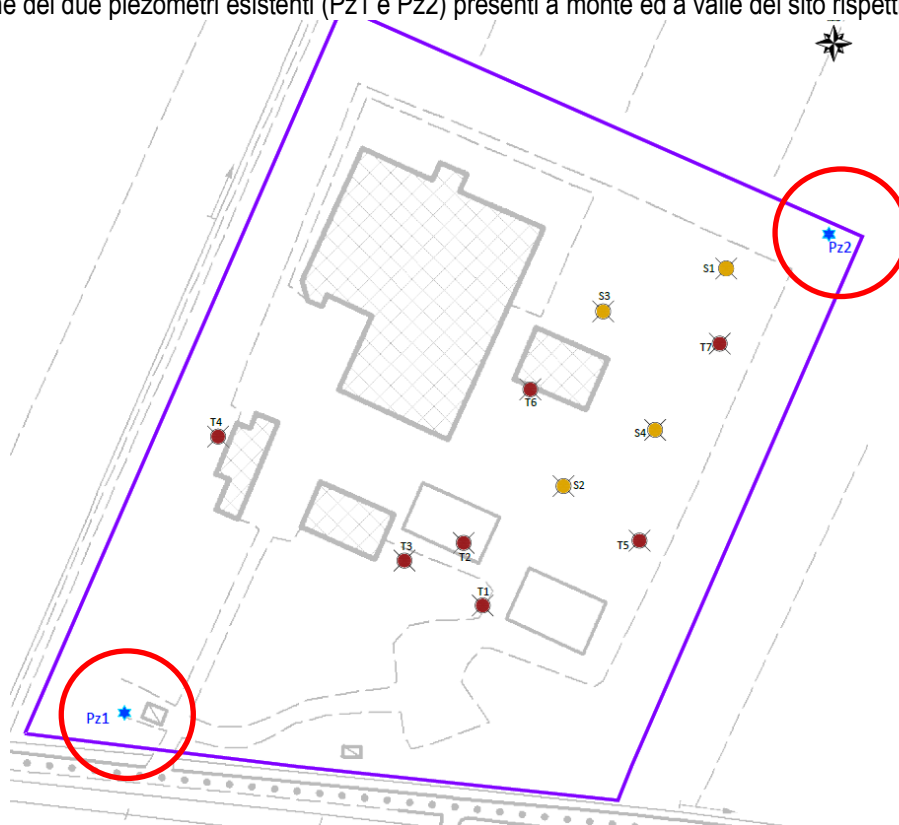 ne dei due piezometri esistenti (Pz1 e Pz2) presenti a monte ed a valle del sito rispett
Pz2
S1
S3
T7
T6
T4
S4
S2
T5
T3
T2
T1
Pz1